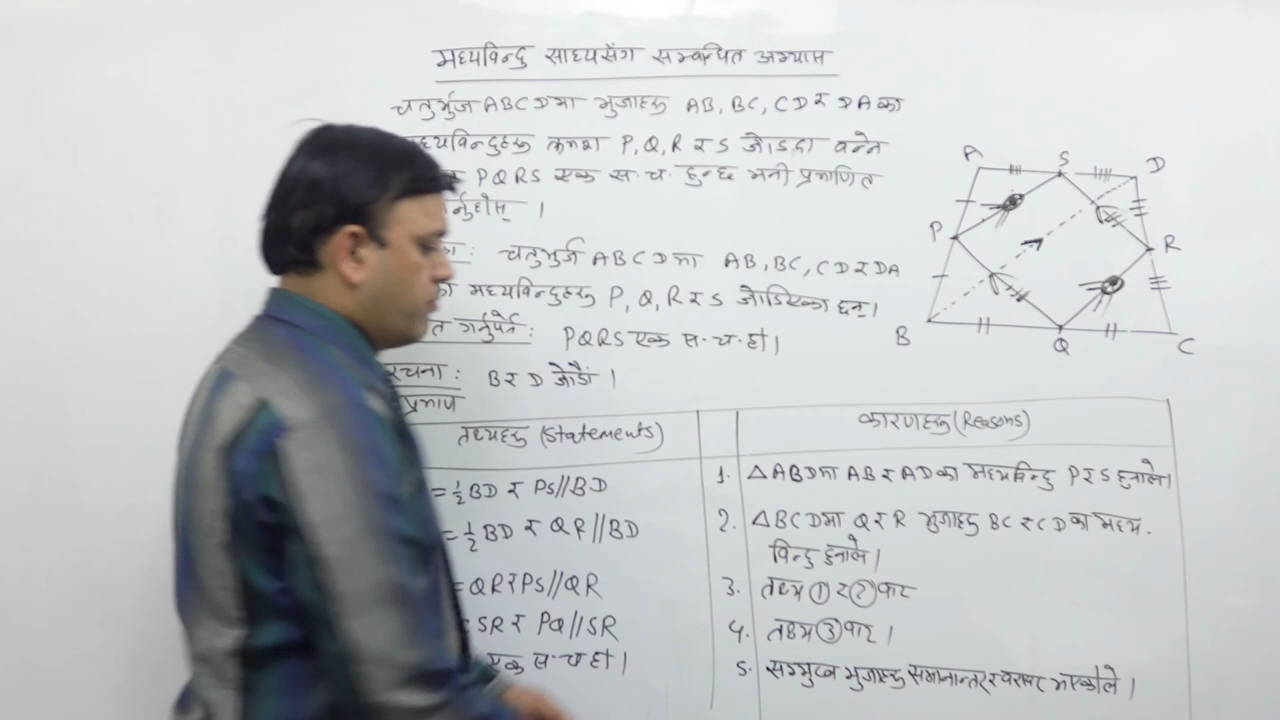 मध्यविन्दु साध्यसँग सम्बन्धित अभ्यास
चतुर्भुज ABCD मा भुजाहरू AB, BC, CD र DA का
मध्यविन्दुहरू क्रमशः P, Q, R र S जोड्दा बन्ने
PQRS एक स.च. हुन्छ भनी प्रमाणित
र्नुहोस् ।
चतुर्भुज ABCD मा AB, BC, CD र DA
मध्यविन्दुहरू P, Q, R र S जोडिएका छन् ।
गर्नुपर्ने: PQRS एक स.च. हो ।
रचना: B र D जोडौं ।
प्रमाण
तथ्यहरू (Statements)
कारणहरू (Reasons)
= ½ BD र PS//BD
1. △ABD मा AB र AD का मध्यविन्दु P र S हुनाले ।
= ½ BD र QR//BD
2. △BCD मा Q र R भुजाहरू BC र CD का मध्य-
विन्दु हुनाले ।
= QR र PS//QR
3. तथ्य ① र ② बाट
= SR र PQ//SR
4. तथ्य ③ बाट ।
एक स.च. हो ।
5. सम्मुख भुजाहरू समानान्तर र बराबर भएकोले ।
A
S
D
P
R
B
Q
C